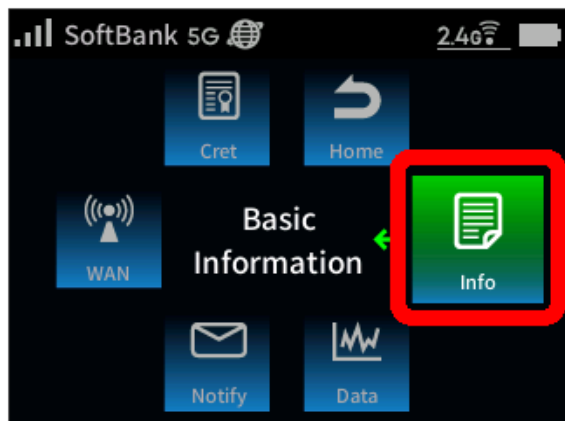 SoftBank 5G
2.4G
Cret
Home
WAN
Basic
Information
Info
Notify
Data